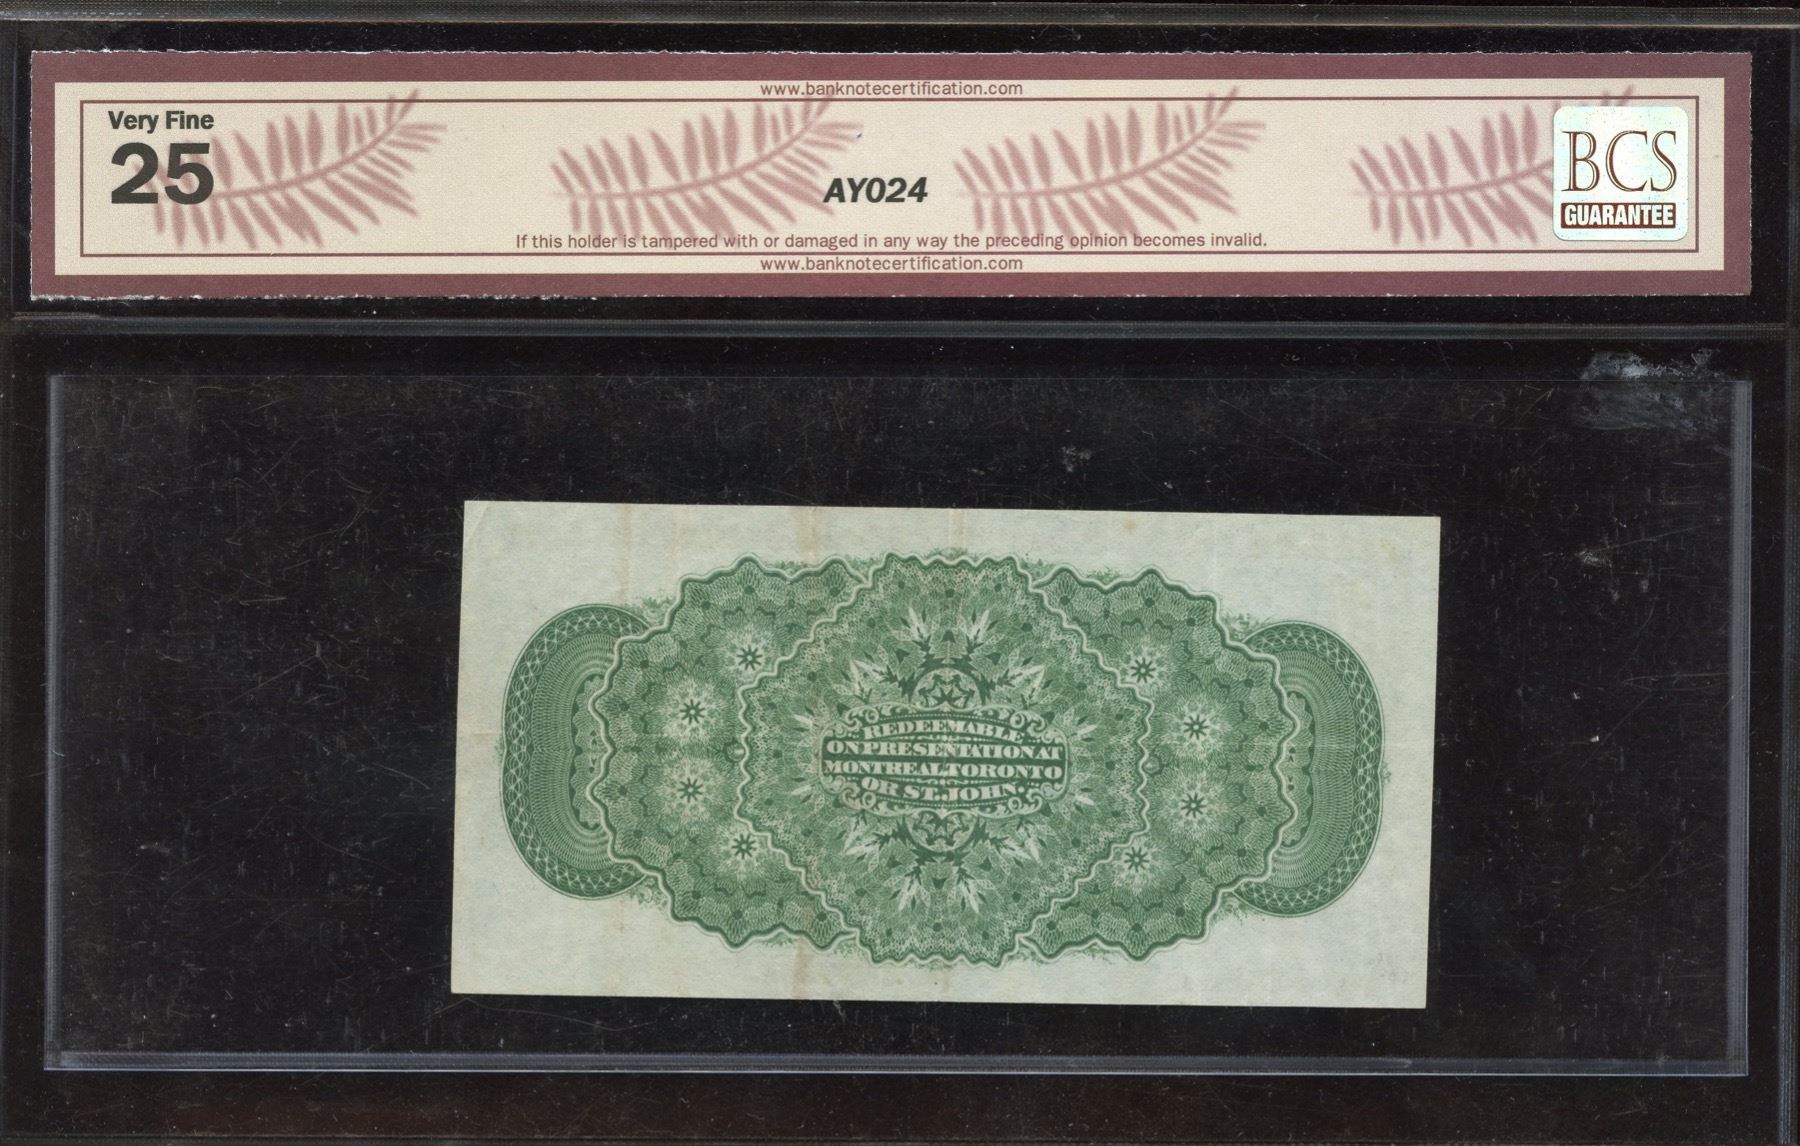 www.banknotecertification.com
Very Fine
25
AY024
BCS
GUARANTEE
If this holder is tampered with or damaged in any way the preceding opinion becomes invalid.
www.banknotecertification.com
REDEEMABLE
ON PRESENTATION AT
MONTREAL TORONTO
OR ST. JOHN.